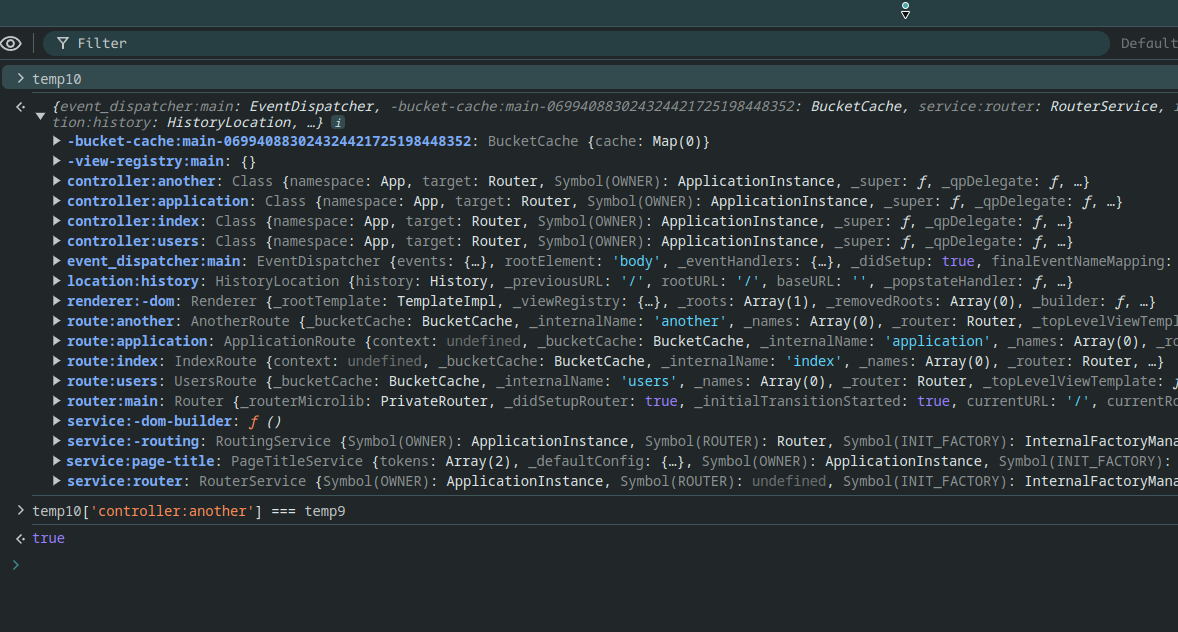 Filter
Default
temp10
{event_dispatcher:main: EventDispatcher, -bucket-cache:main-069940883024324421725198448352: BucketCache, service:router: RouterService,
tion:history: HistoryLocation, …} i
-bucket-cache:main-069940883024324421725198448352: BucketCache {cache: Map(0)}
-view-registry:main: {}
controller:another: Class {namespace: App, target: Router, Symbol(OWNER): ApplicationInstance, _super: ƒ, _qpDelegate: ƒ, …}
controller:application: Class {namespace: App, target: Router, Symbol(OWNER): ApplicationInstance, _super: ƒ, _qpDelegate: ƒ, …}
controller:index: Class {namespace: App, target: Router, Symbol(OWNER): ApplicationInstance, _super: ƒ, _qpDelegate: ƒ, …}
controller:users: Class {namespace: App, target: Router, Symbol(OWNER): ApplicationInstance, _super: ƒ, _qpDelegate: ƒ, …}
event_dispatcher:main: EventDispatcher {events: {…}, rootElement: 'body', _eventHandlers: {…}, _didSetup: true, finalEventNameMapping:
location:history: HistoryLocation {history: History, _previousURL: '/', rootURL: '/', baseURL: '', _popstateHandler: ƒ, …}
renderer:-dom: Renderer {_rootTemplate: TemplateImpl, _viewRegistry: {…}, _roots: Array(1), _removedRoots: Array(0), _builder: ƒ, …}
route:another: AnotherRoute {_bucketCache: BucketCache, _internalName: 'another', _names: Array(0), _router: Router, _topLevelViewTempl
route:application: ApplicationRoute {context: undefined, _bucketCache: BucketCache, _internalName: 'application', _names: Array(0), _ro
route:index: IndexRoute {context: undefined, _bucketCache: BucketCache, _internalName: 'index', _names: Array(0), _router: Router, …}
route:users: UsersRoute {_bucketCache: BucketCache, _internalName: 'users', _names: Array(0), _router: Router, _topLevelViewTemplate: ƒ
router:main: Router {_routerMicrolib: PrivateRouter, _didSetupRouter: true, _initialTransitionStarted: true, currentURL: '/', currentRo
service:-dom-builder: ƒ ()
service:-routing: RoutingService {Symbol(OWNER): ApplicationInstance, Symbol(ROUTER): Router, Symbol(INIT_FACTORY): InternalFactoryMana
service:page-title: PageTitleService {tokens: Array(2), _defaultConfig: {…}, Symbol(OWNER): ApplicationInstance, Symbol(INIT_FACTORY):
service:router: RouterService {Symbol(OWNER): ApplicationInstance, Symbol(ROUTER): undefined, Symbol(INIT_FACTORY): InternalFactoryMana
temp10['controller:another'] === temp9
true